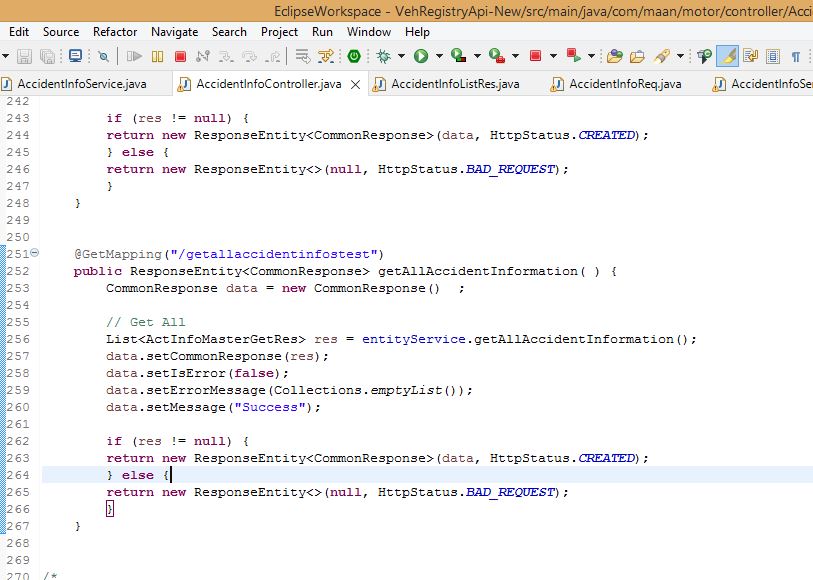 EclipseWorkspace - VehRegistryApi-New/src/main/java/com/maan/motor/controller/Acci
Edit Source Refactor Navigate Search Project Run Window Help
AccidentInfoService.java AccidentInfoController.java AccidentInfoListRes.java AccidentInfoReq.java AccidentInfoSe
242
243 if (res != null) {
244 return new ResponseEntity<CommonResponse>(data, HttpStatus.CREATED);
245 } else {
246 return new ResponseEntity<>(null, HttpStatus.BAD_REQUEST);
247 }
248 }
249
250
251 @GetMapping("/getallaccidentinfostest")
252 public ResponseEntity<CommonResponse> getAllAccidentInformation( ) {
253 CommonResponse data = new CommonResponse()  ;
254
255 // Get All
256 List<ActInfoMasterGetRes> res = entityService.getAllAccidentInformation();
257 data.setCommonResponse(res);
258 data.setIsError(false);
259 data.setErrorMessage(Collections.emptyList());
260 data.setMessage("Success");
261
262 if (res != null) {
263 return new ResponseEntity<CommonResponse>(data, HttpStatus.CREATED);
264 } else {
265 return new ResponseEntity<>(null, HttpStatus.BAD_REQUEST);
266 }
267 }
268
269
270 /*